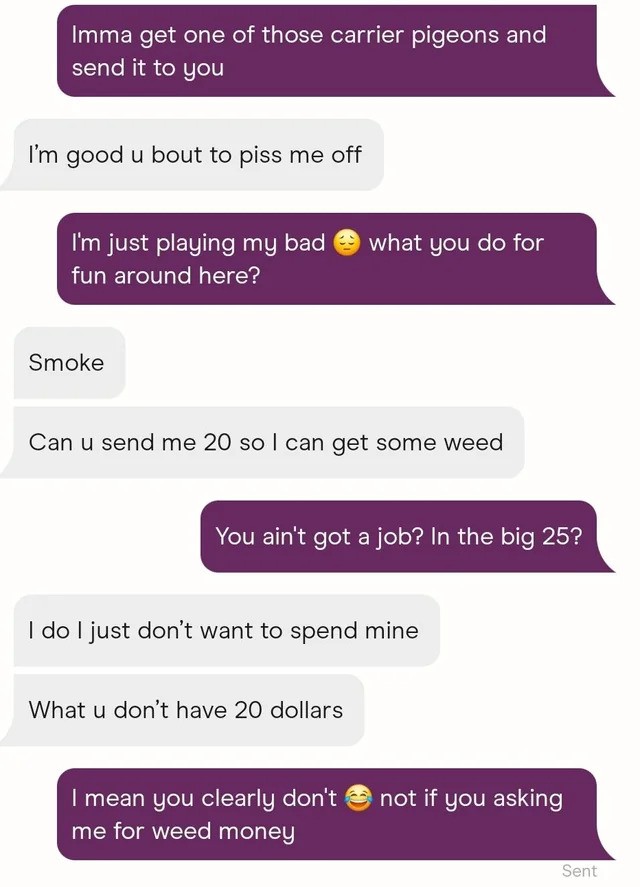 Imma get one of those carrier pigeons and
send it to you
I'm good u bout to piss me off
I'm just playing my bad 😔 what you do for
fun around here?
Smoke
Can u send me 20 so I can get some weed
You ain't got a job? In the big 25?
I do I just don't want to spend mine
What u don't have 20 dollars
I mean you clearly don't 😂 not if you asking
me for weed money
Sent